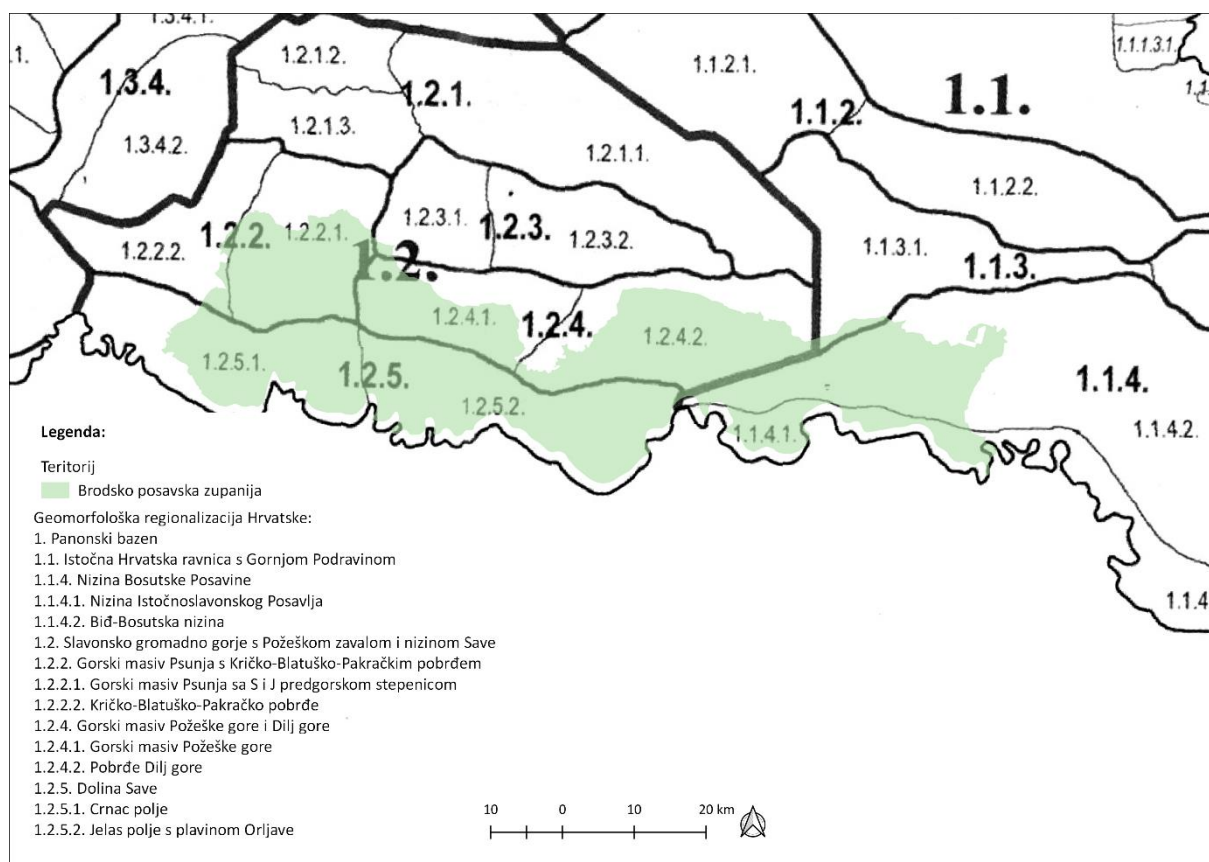 1.3.4.1.
1.
1.2.1.2.
1.1.2.1.
1.1.1.3.1.
1.3.4.
1.2.1.
1.1.2.
1.1.
1.3.4.2.
1.2.1.3.
1.2.1.1.
1.1.2.2.
1.2.2.2.
1.2.2.
1.2.2.1.
1.2.3.1.
1.2.3.
1.2.3.2.
1.1.3.1.
1.1.3.
1.2.
1.2.4.1.
1.2.4.
1.2.4.2.
1.2.5.1.
1.2.5.
1.2.5.2.
1.1.4.
1.1.4.1.
1.1.4.2.
1.1.4
Legenda:
Teritorij
Brodsko posavska zupanija
Geomorfološka regionalizacija Hrvatske:
1. Panonski bazen
1.1. Istočna Hrvatska ravnica s Gornjom Podravinom
1.1.4. Nizina Bosutske Posavine
1.1.4.1. Nizina Istočnoslavonskog Posavlja
1.1.4.2. Biđ-Bosutska nizina
1.2. Slavonsko gromadno gorje s Požeškom zavalom i nizinom Save
1.2.2. Gorski masiv Psunja s Kričko-Blatuško-Pakračkim pobrđem
1.2.2.1. Gorski masiv Psunja sa S i J predgorskom stepenicom
1.2.2.2. Kričko-Blatuško-Pakračko pobrđe
1.2.4. Gorski masiv Požeške gore i Dilj gore
1.2.4.1. Gorski masiv Požeške gore
1.2.4.2. Pobrđe Dilj gore
1.2.5. Dolina Save
1.2.5.1. Crnac polje
1.2.5.2. Jelas polje s plavinom Orljave
10 0 10 20 km